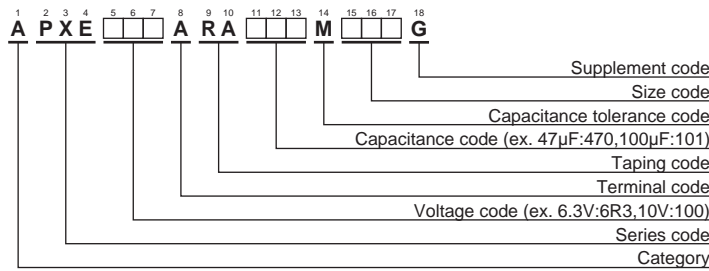 1 2 3 4 5 6 7 8 9 10 11 12 13 14 15 16 17 18
A P X E A R A M G
Supplement code
Size code
Capacitance tolerance code
Capacitance code (ex. 47μF:470,100μF:101)
Taping code
Terminal code
Voltage code (ex. 6.3V:6R3,10V:100)
Series code
Category